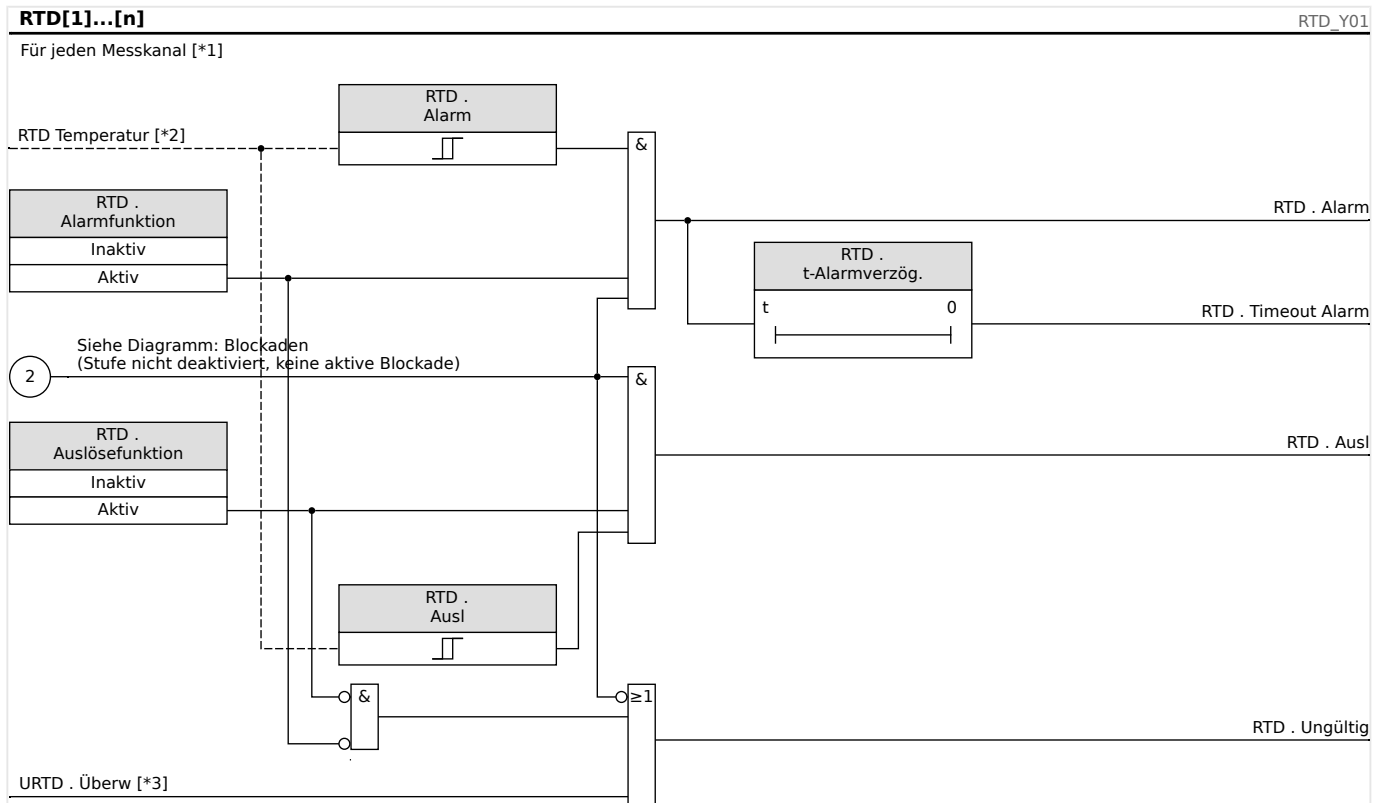 RTD[1]...[n]
RTD_Y01
Für jeden Messkanal [*1]
RTD .
Alarm
RTD Temperatur [*2]
&
RTD .
Alarmfunktion
Inaktiv
Aktiv
RTD . Alarm
RTD .
t-Alarmverzög.
t 0
RTD . Timeout Alarm
Siehe Diagramm: Blockaden
(Stufe nicht deaktiviert, keine aktive Blockade)
2
&
RTD .
Auslösefunktion
Inaktiv
Aktiv
RTD . Ausl
RTD .
Ausl
&
≥1
RTD . Ungültig
URTD . Überw [*3]